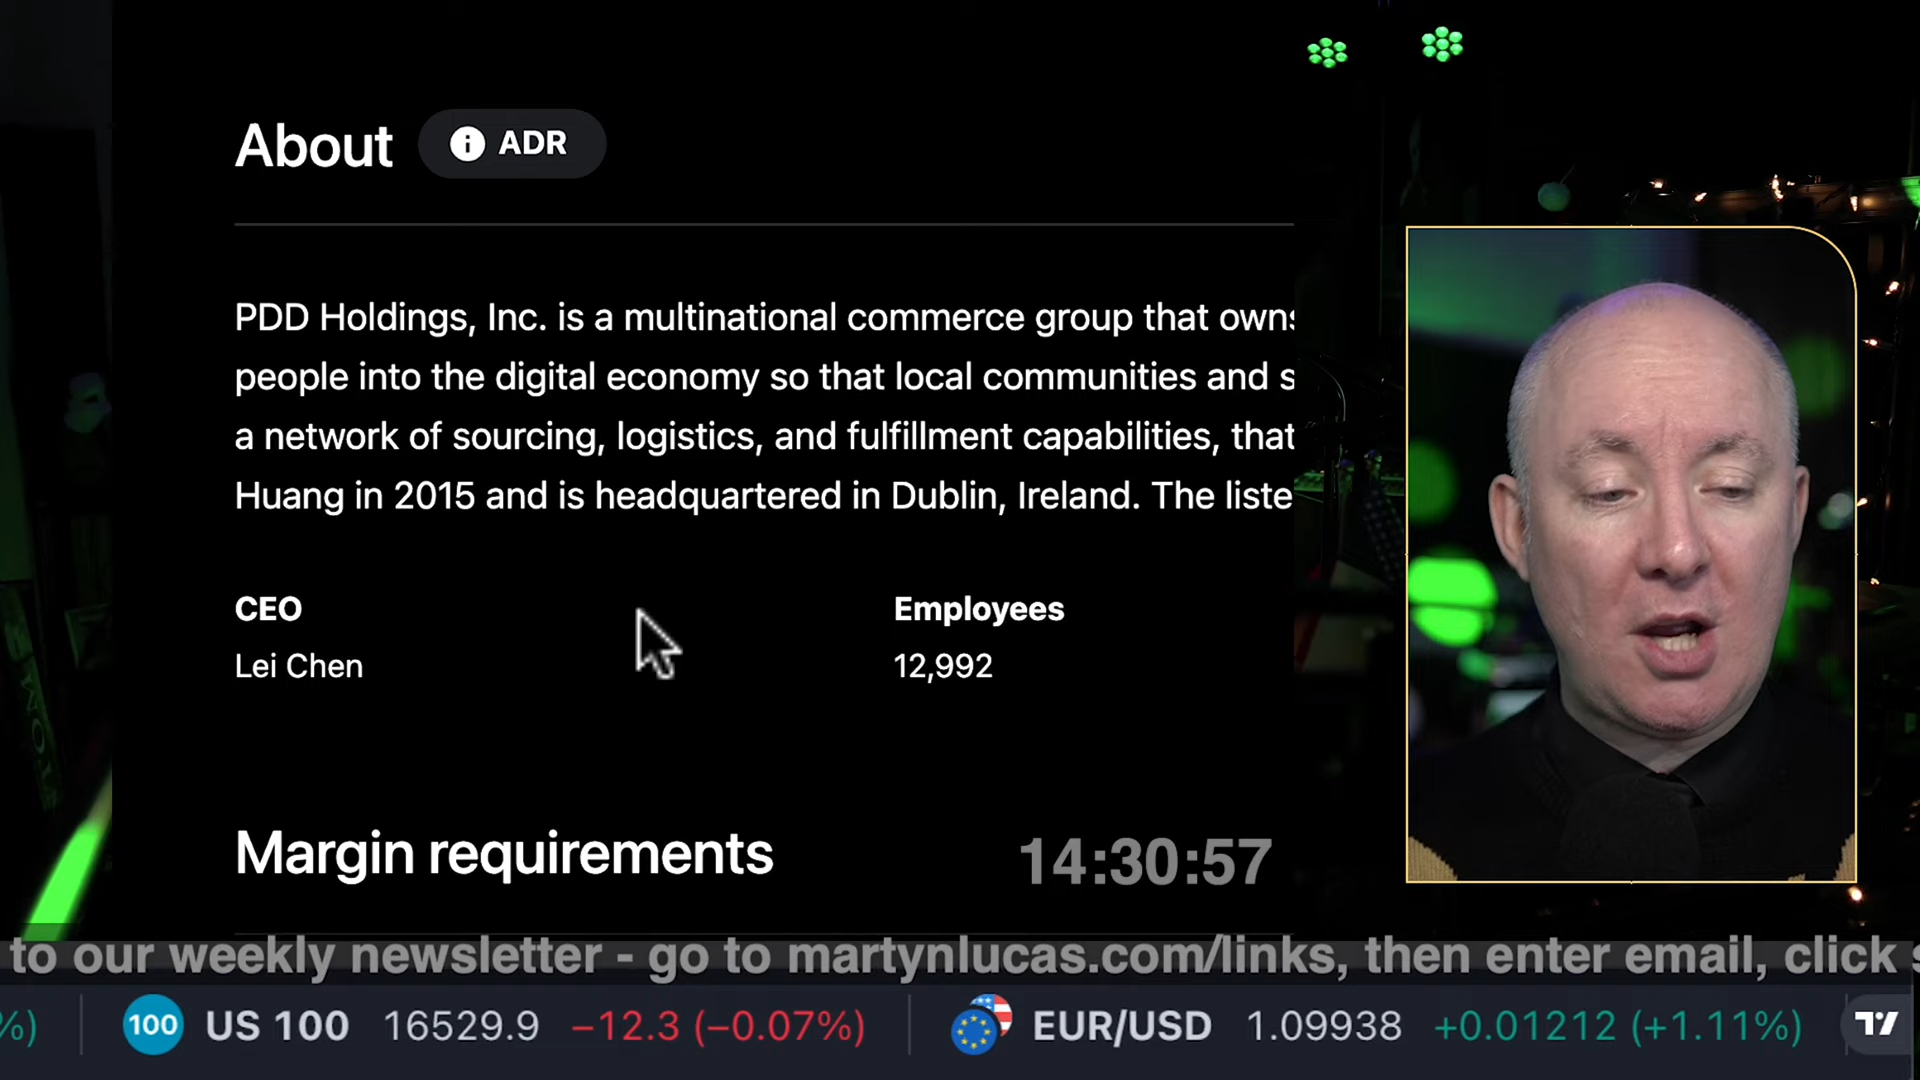 About
ADR
PDD Holdings, Inc. is a multinational commerce group that owns
people into the digital economy so that local communities and s
a network of sourcing, logistics, and fulfillment capabilities, that
Huang in 2015 and is headquartered in Dublin, Ireland. The liste
CEO
Employees
Lei Chen
12,992
Margin requirements
14:30:57
to our weekly newsletter - go to martynlucas.com/links, then enter email, click s
%)
100
US 100
16529.9
−12.3 (−0.07%)
EUR/USD
1.09938
+0.01212 (+1.11%)